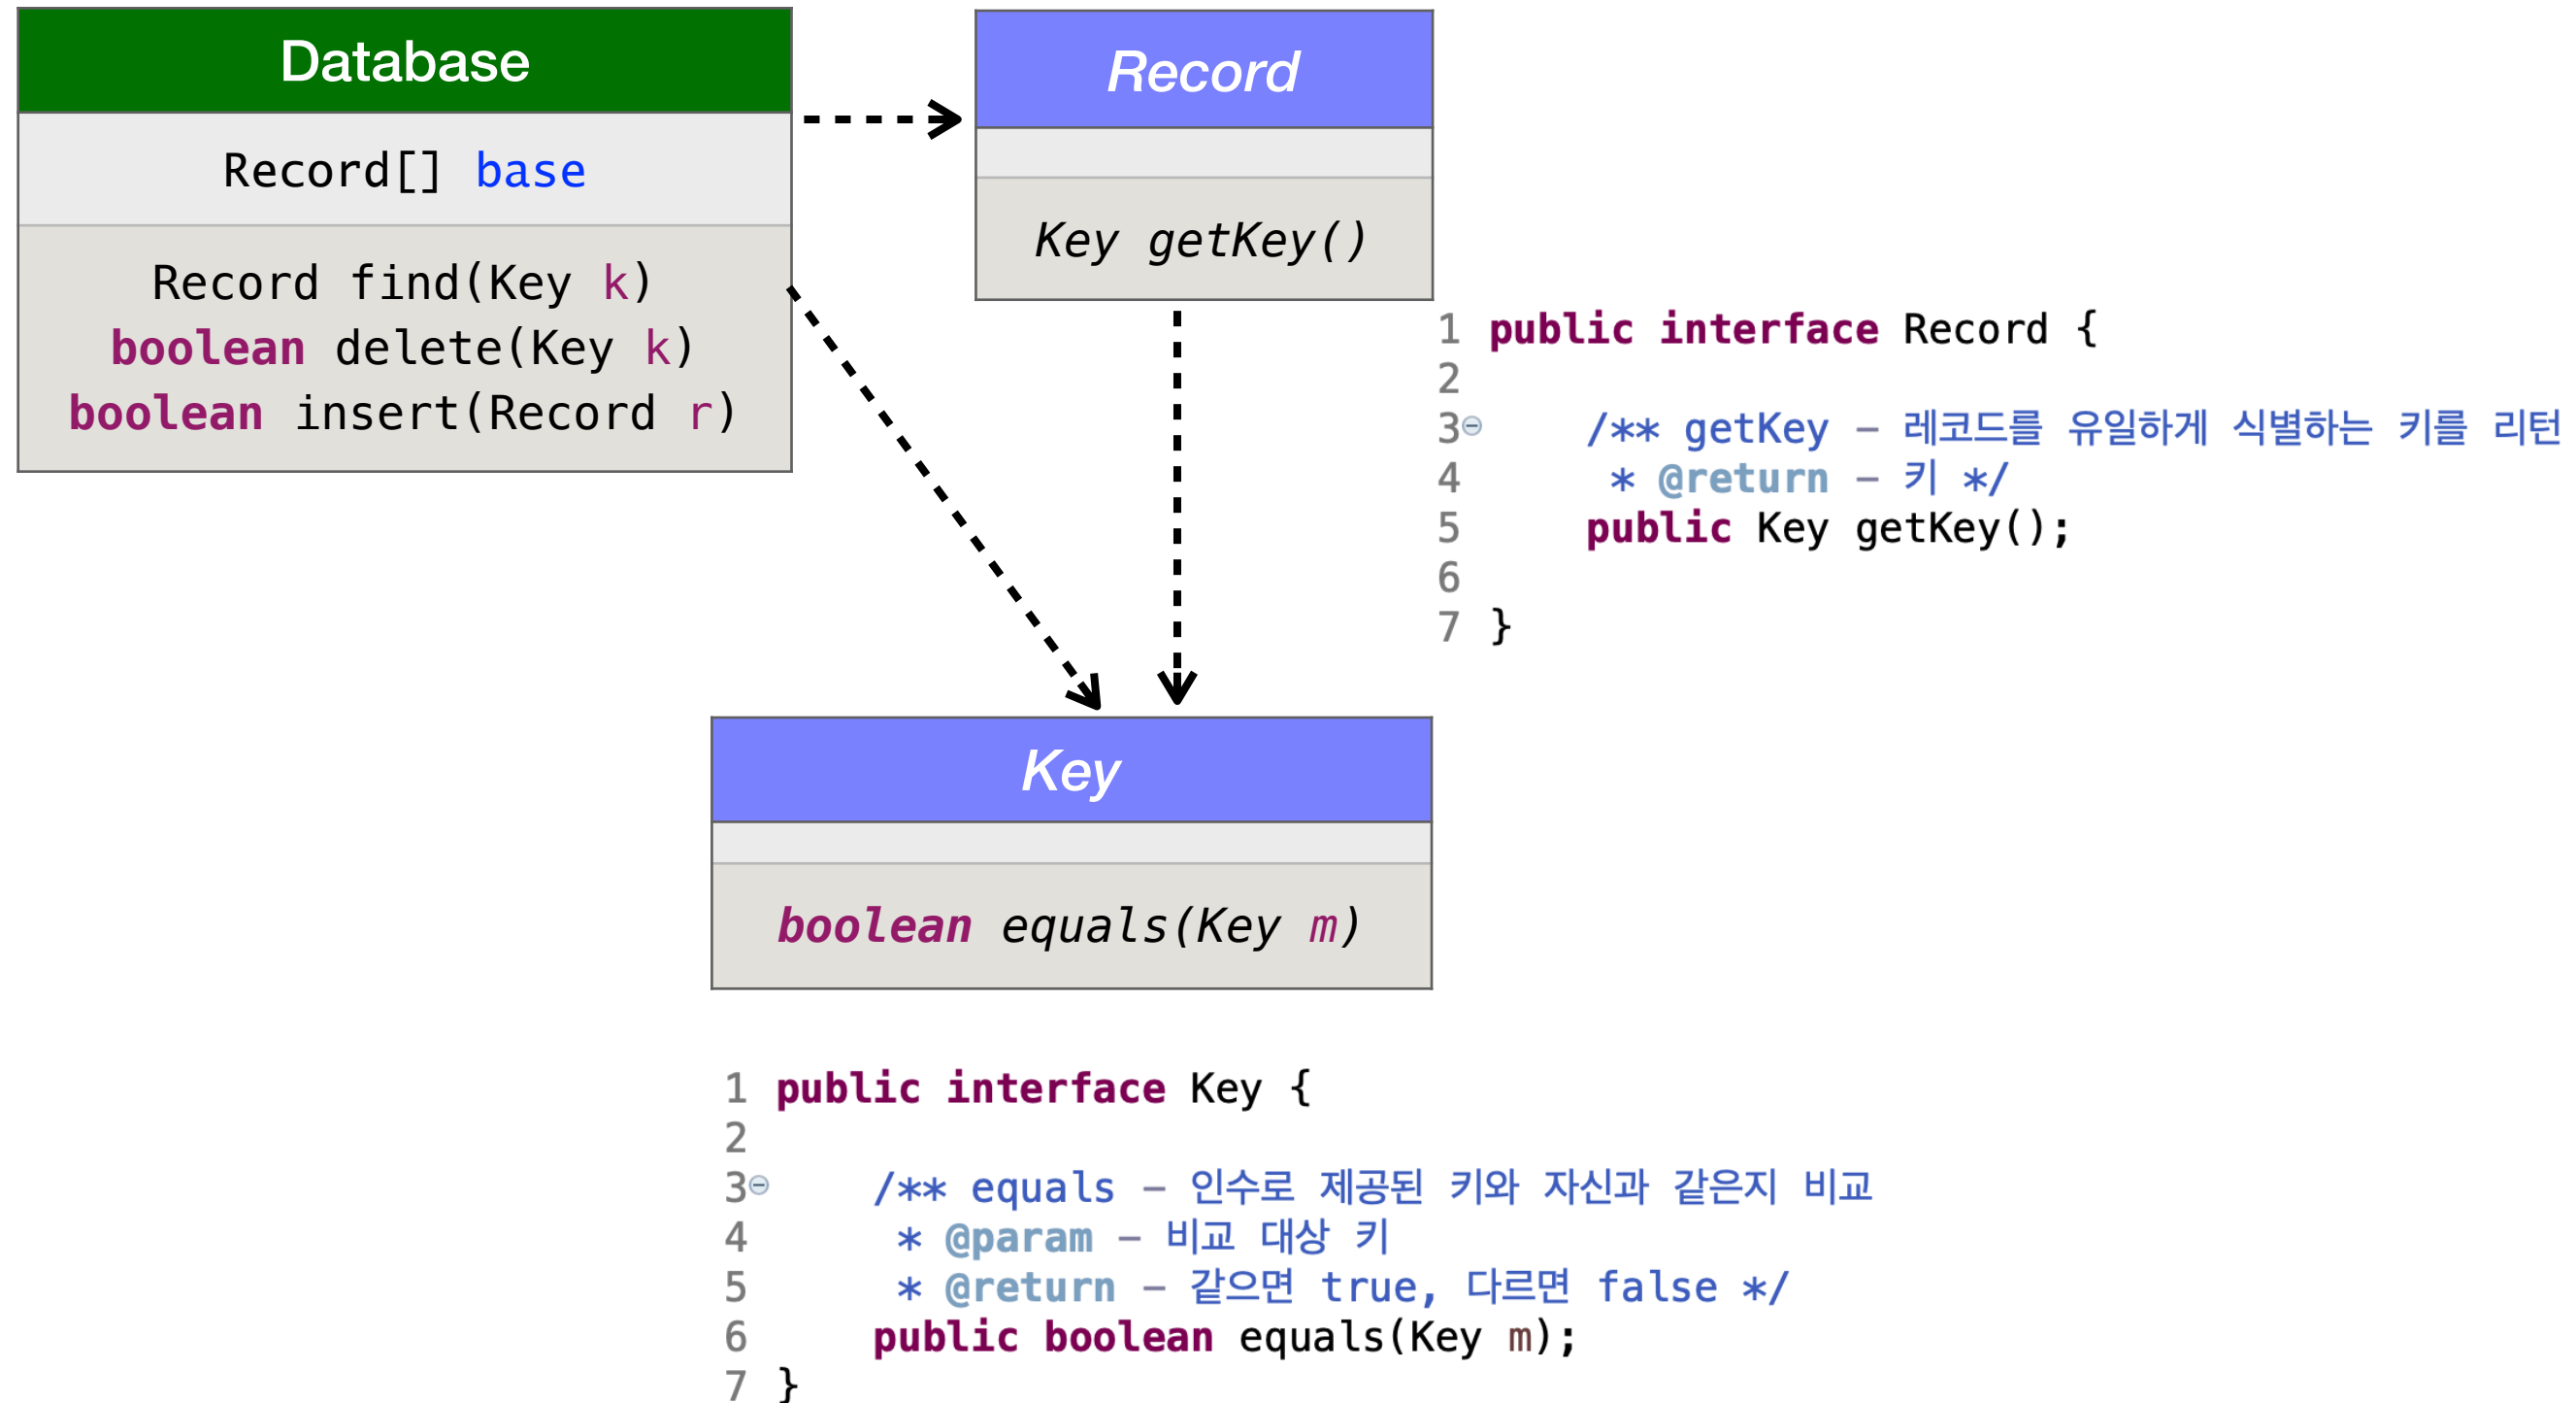 Database
Record[] base
Record find(Key k)
boolean delete(Key k)
boolean insert(Record r)
Record
Key getKey()
1 public interface Record {
2
3 /** getKey – 레코드를 유일하게 식별하는 키를 리턴
4 * @return – 키 */
5 public Key getKey();
6
7 }
Key
boolean equals(Key m)
1 public interface Key {
2
3 /** equals – 인수로 제공된 키와 자신과 같은지 비교
4 * @param – 비교 대상 키
5 * @return – 같으면 true, 다르면 false */
6 public boolean equals(Key m);
7 }